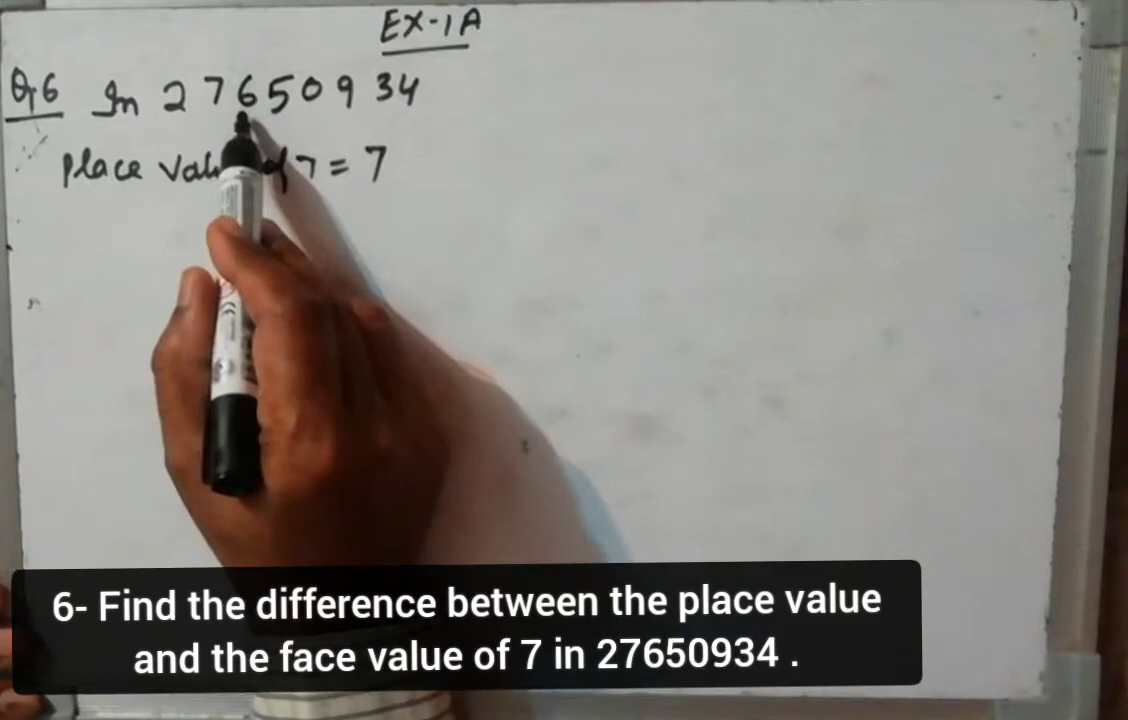 EX-1A
Q6 In 27650934
Place Val 7 = 7
6- Find the difference between the place value
and the face value of 7 in 27650934 .